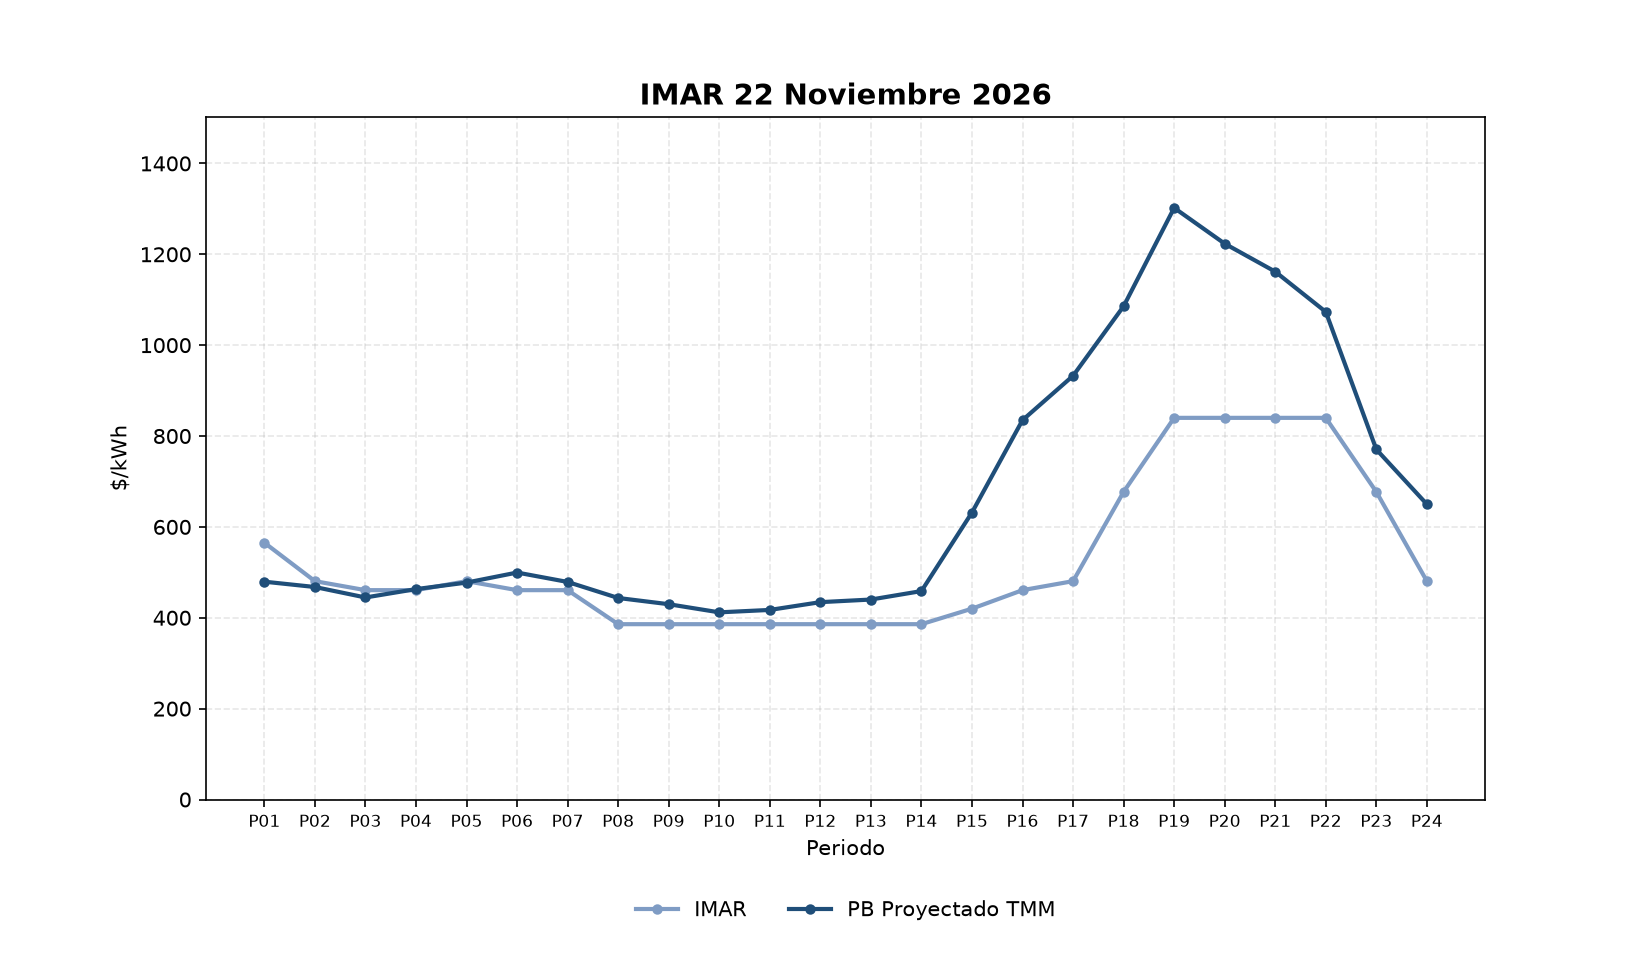 IMAR 22 Noviembre 2026
1400
1200
1000
800
600
400
200
0
$/kWh
P01 P02 P03 P04 P05 P06 P07 P08 P09 P10 P11 P12 P13 P14 P15 P16 P17 P18 P19 P20 P21 P22 P23 P24
Periodo
IMAR PB Proyectado TMM